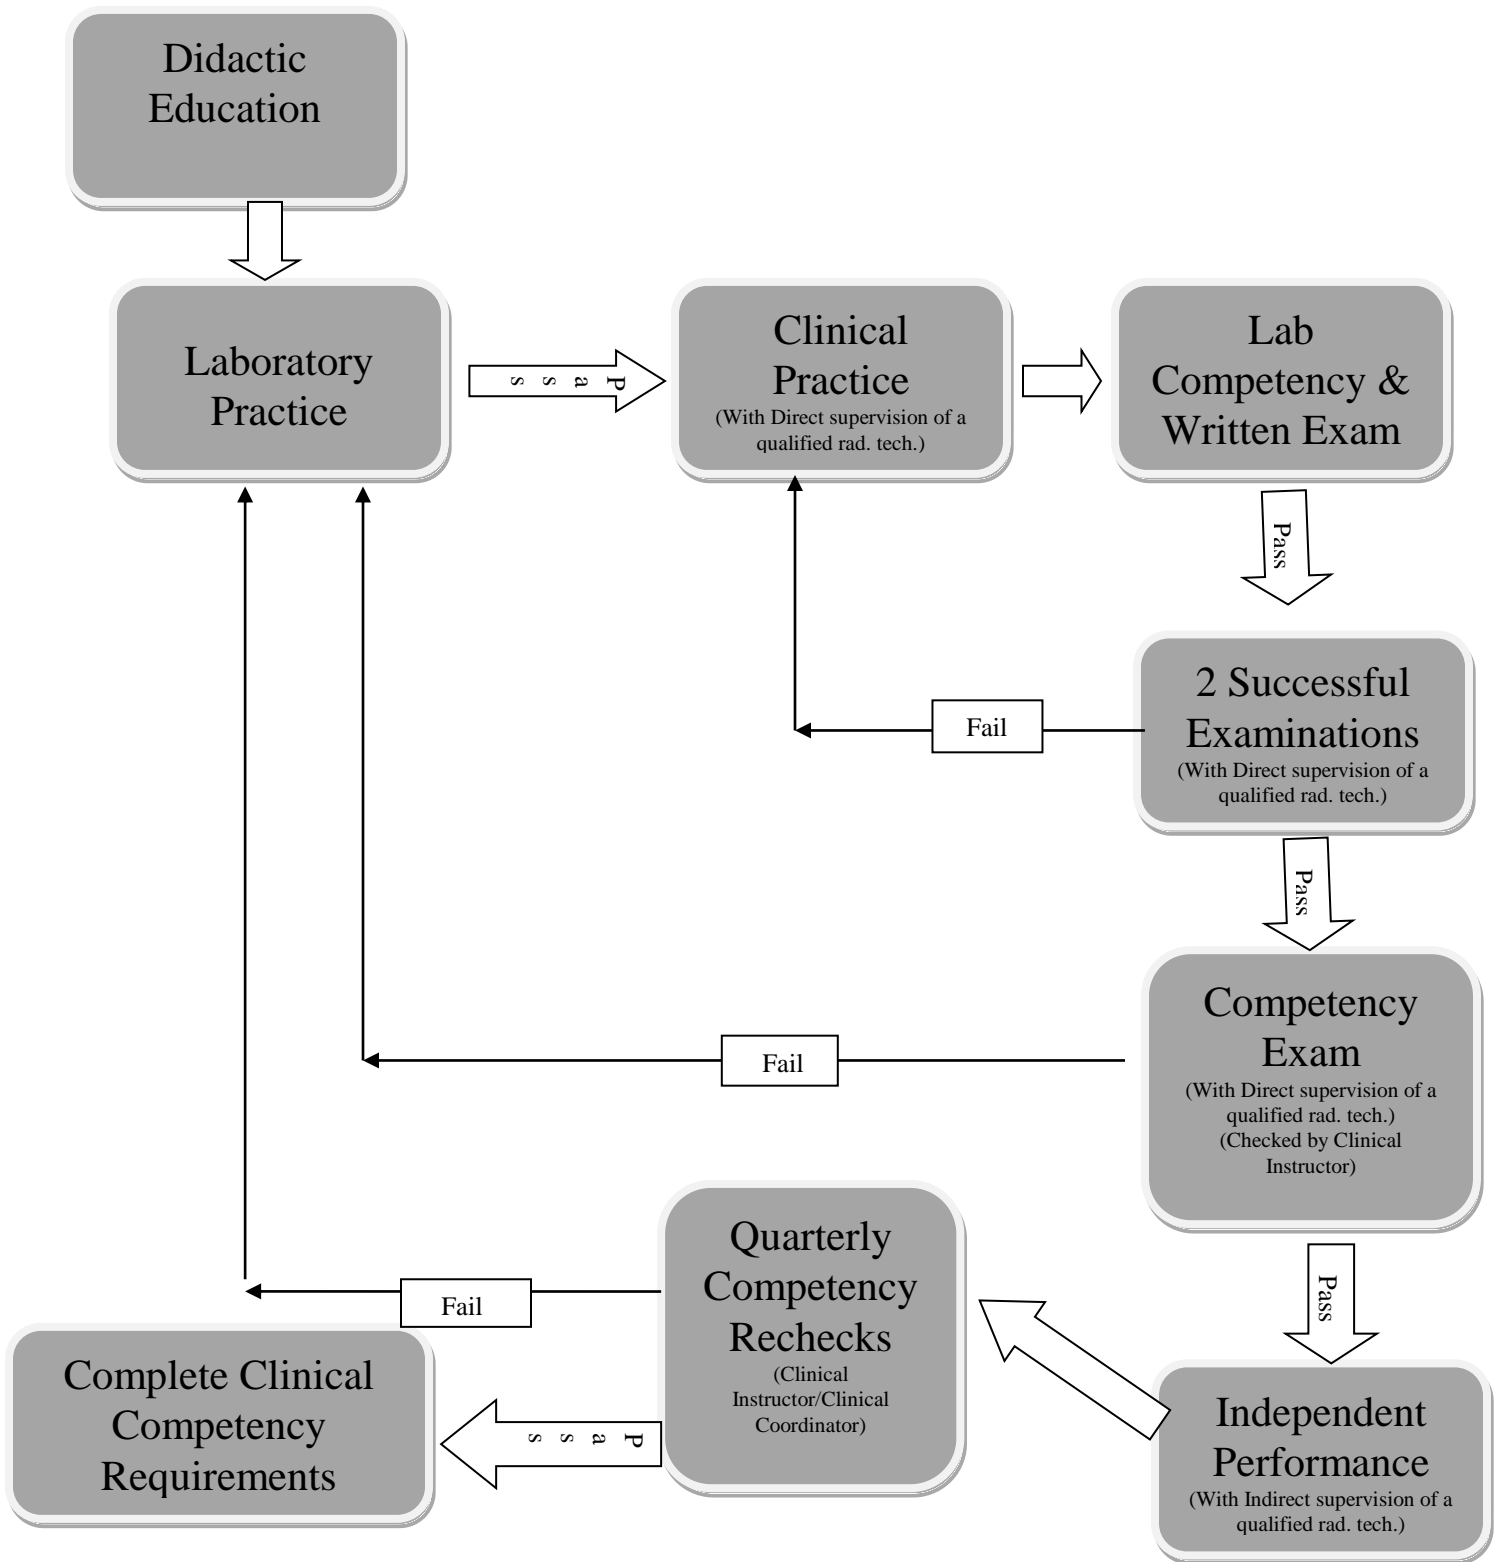 Didactic
Education
Laboratory
Practice
Pass
Clinical
Practice
(With Direct supervision of a
qualified rad. tech.)
Lab
Competency &
Written Exam
Pass
2 Successful
Examinations
(With Direct supervision of a
qualified rad. tech.)
Fail
Pass
Competency
Exam
(With Direct supervision of a
qualified rad. tech.)
(Checked by Clinical
Instructor)
Fail
Pass
Independent
Performance
(With Indirect supervision of a
qualified rad. tech.)
Quarterly
Competency
Rechecks
(Clinical
Instructor/Clinical
Coordinator)
Fail
Pass
Complete Clinical
Competency
Requirements